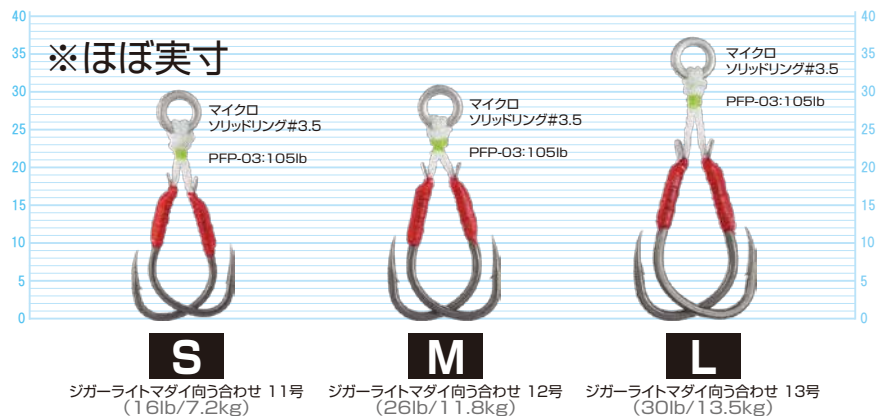 40
35
30
25
20
15
10
5
0
※ほぼ実寸
マイクロ
ソリッドリング#3.5
PFP-03:105lb
マイクロ
ソリッドリング#3.5
PFP-03:105lb
マイクロ
ソリッドリング#3.5
PFP-03:105lb
40
35
30
25
20
15
10
5
0
S
ジガーライトマダイ向う合わせ 11号
(16lb/7.2kg)
M
ジガーライトマダイ向う合わせ 12号
(26lb/11.8kg)
L
ジガーライトマダイ向う合わせ 13号
(30lb/13.5kg)